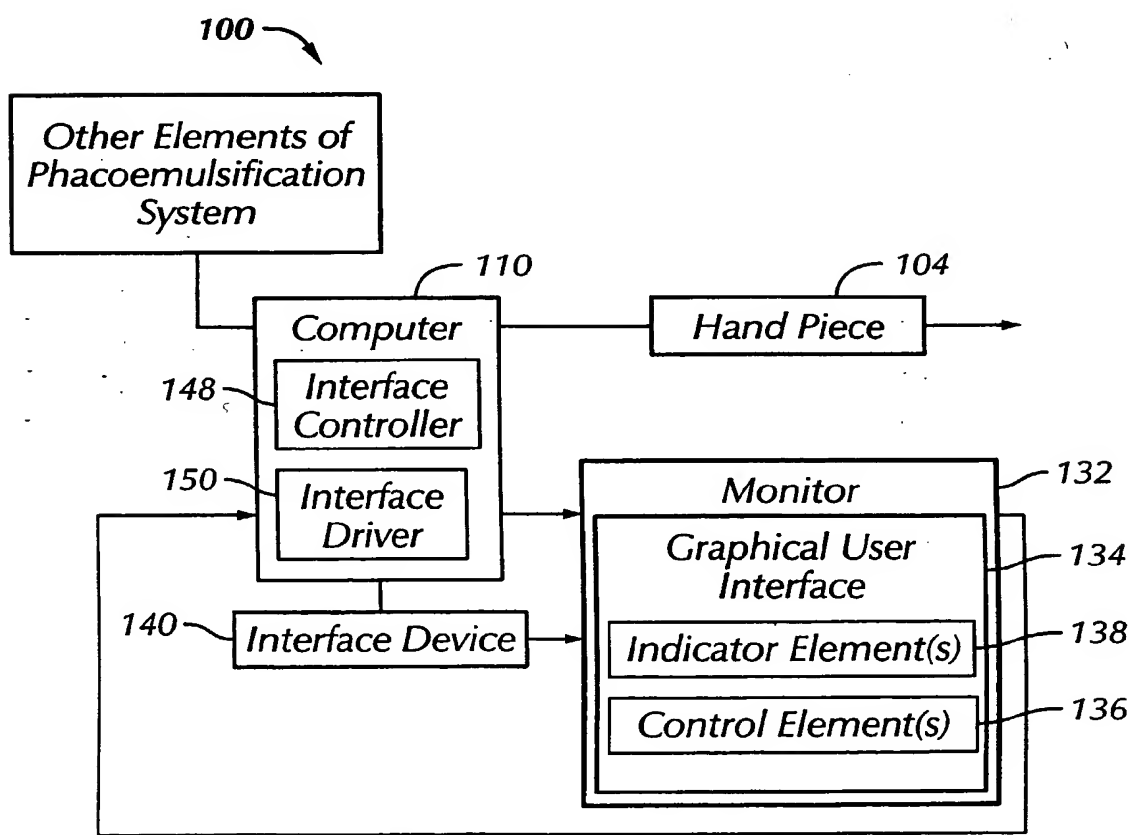 100
Other Elements of
Phacoemulsification
System
110
104
Computer
Hand Piece
148
Interface
Controller
150
Interface
Driver
Monitor
132
Graphical User
Interface
134
140
Interface Device
Indicator Element(s)
138
Control Element(s)
136